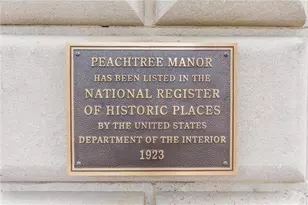 PEACHTREE MANOR
HAS BEEN LISTED IN THE
NATIONAL REGISTER
OF HISTORIC PLACES
BY THE UNITED STATES
DEPARTMENT OF THE INTERIOR
1923